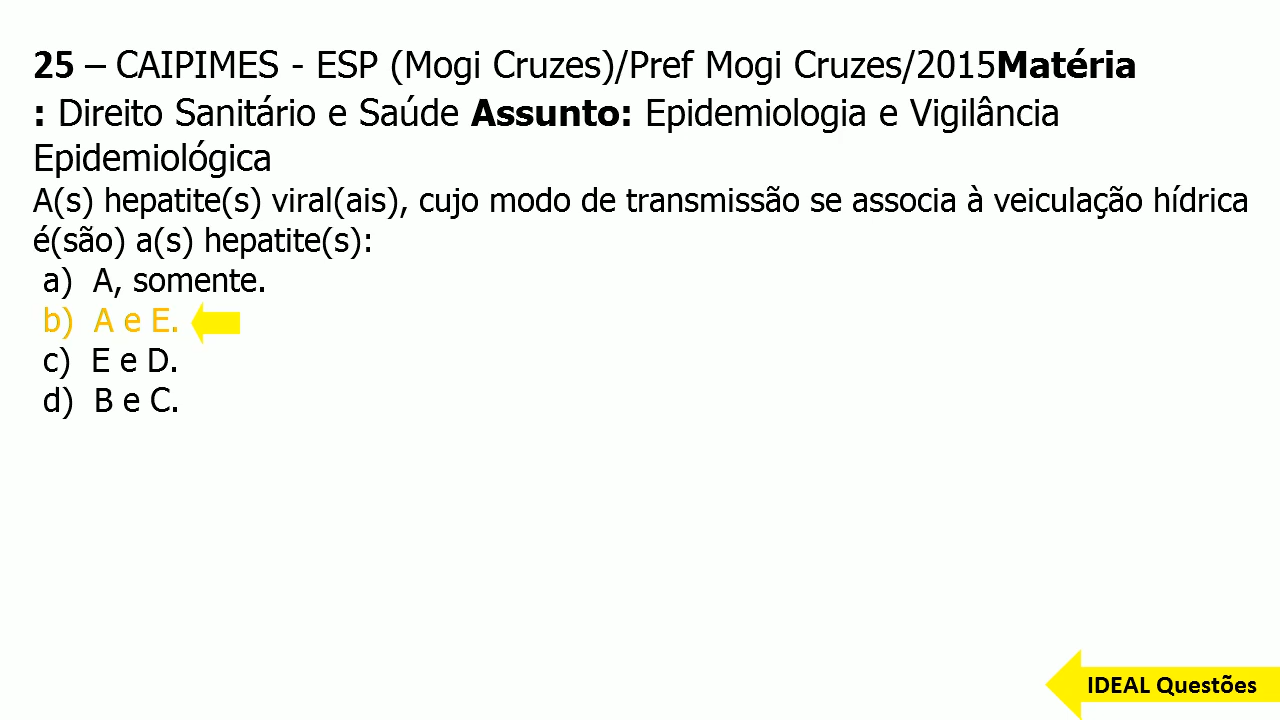 25 – CAIPIMES - ESP (Mogi Cruzes)/Pref Mogi Cruzes/2015Matéria
: Direito Sanitário e Saúde Assunto: Epidemiologia e Vigilância
Epidemiológica
A(s) hepatite(s) viral(ais), cujo modo de transmissão se associa à veiculação hídrica
é(são) a(s) hepatite(s):
a) A, somente.
b) A e E.
c) E e D.
d) B e C.
IDEAL Questões